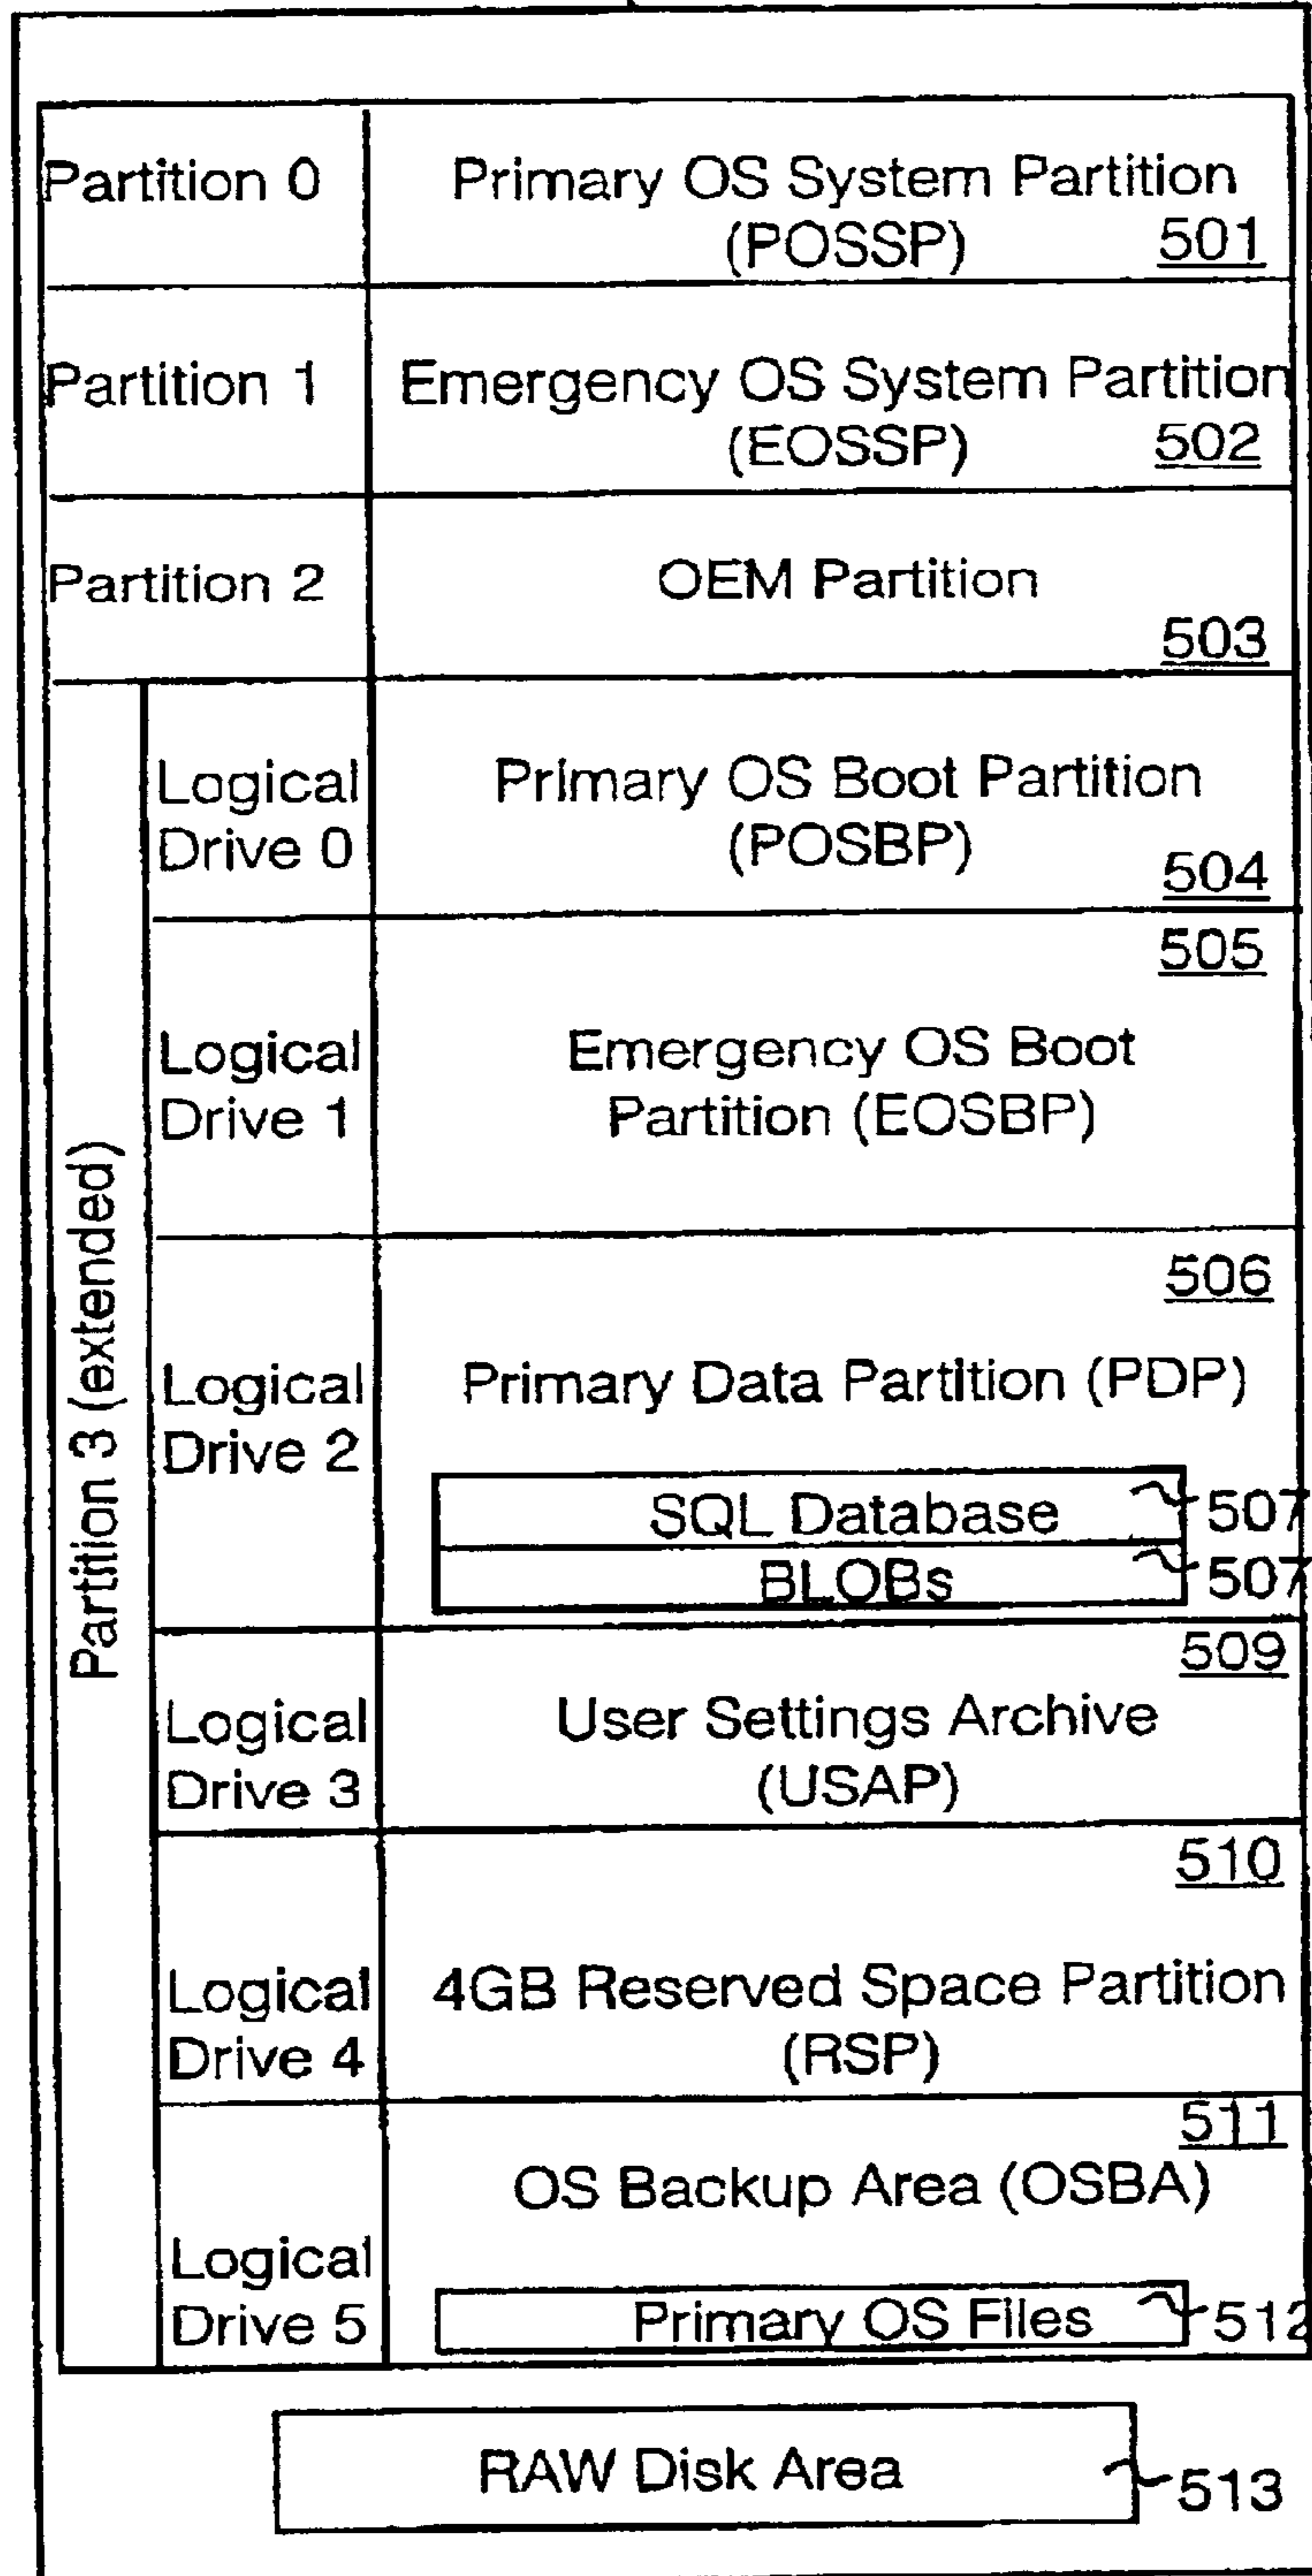 Partition 0
Primary OS System Partition
(POSSP)
501
Partition 1
Emergency OS System Partition
(EOSSP)
502
Partition 2
OEM Partition
503
Partition 3 (extended)
Logical
Drive 0
Primary OS Boot Partition
(POSBP)
504
Logical
Drive 1
505
Emergency OS Boot
Partition (EOSBP)
Logical
Drive 2
506
Primary Data Partition (PDP)
SQL Database
507
BLOBs
507
Logical
Drive 3
509
User Settings Archive
(USAP)
Logical
Drive 4
510
4GB Reserved Space Partition
(RSP)
Logical
Drive 5
511
OS Backup Area (OSBA)
Primary OS Files
512
RAW Disk Area
513